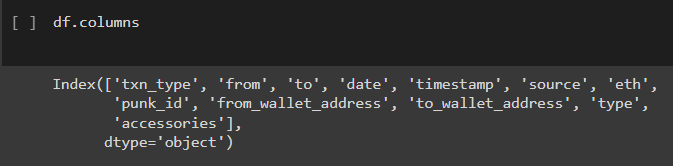 [ ] df.columns
Index(['txn_type', 'from', 'to', 'date', 'timestamp', 'source', 'eth',
'punk_id', 'from_wallet_address', 'to_wallet_address', 'type',
'accessories'],
dtype='object')